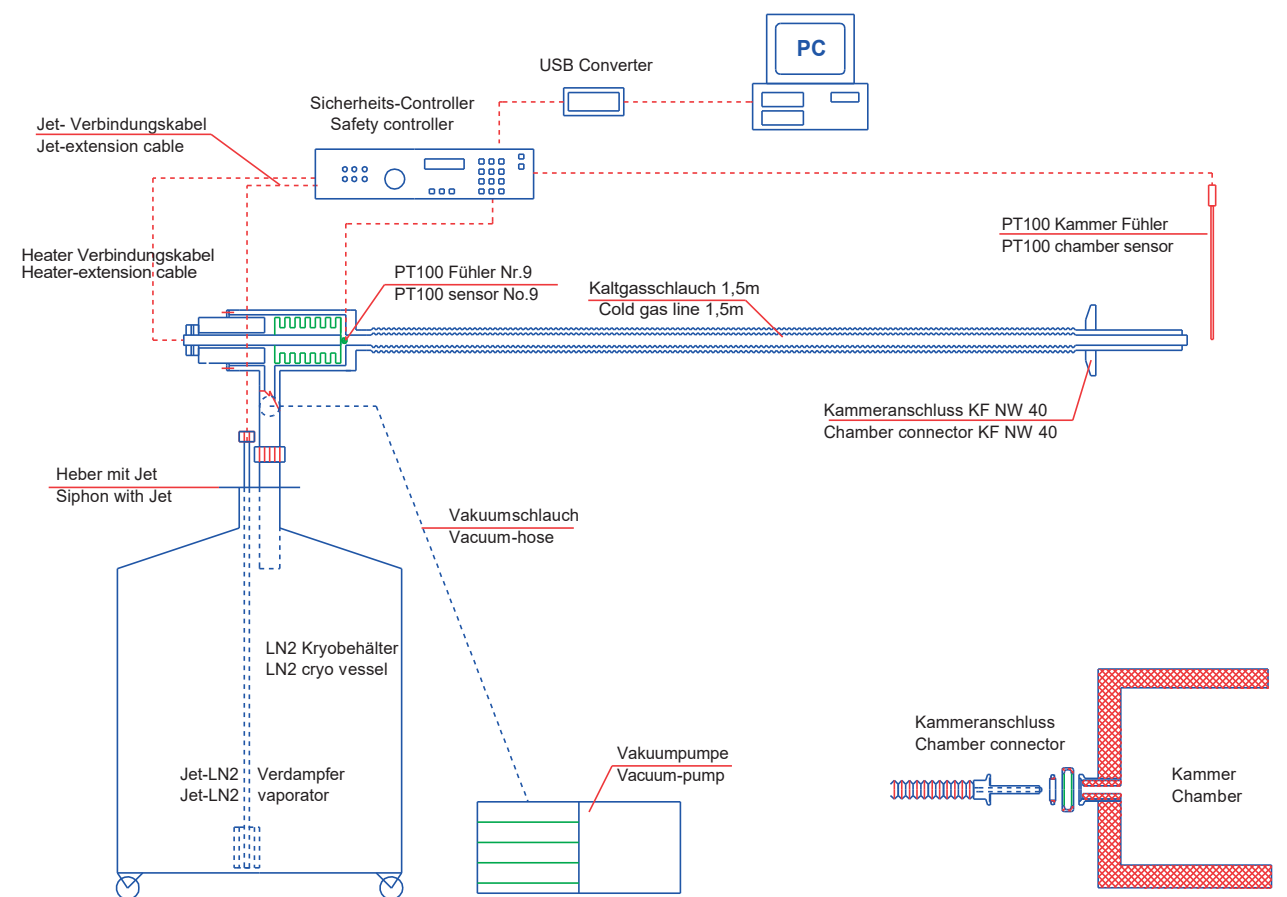 PC
USB Converter
Sicherheits-Controller
Safety controller
Jet- Verbindungskabel
Jet-extension cable
PT100 Kammer Fühler
PT100 chamber sensor
Heater Verbindungskabel
Heater-extension cable
PT100 Fühler Nr.9
PT100 sensor No.9
Kaltgasschlauch 1,5m
Cold gas line 1,5m
Kammeranschluss KF NW 40
Chamber connector KF NW 40
Heber mit Jet
Siphon with Jet
Vakuumschlauch
Vacuum-hose
LN2 Kryobehälter
LN2 cryo vessel
Kammeranschluss
Chamber connector
Vakuumpumpe
Vacuum-pump
Jet-LN2 Verdampfer
Jet-LN2 vaporator
Kammer
Chamber